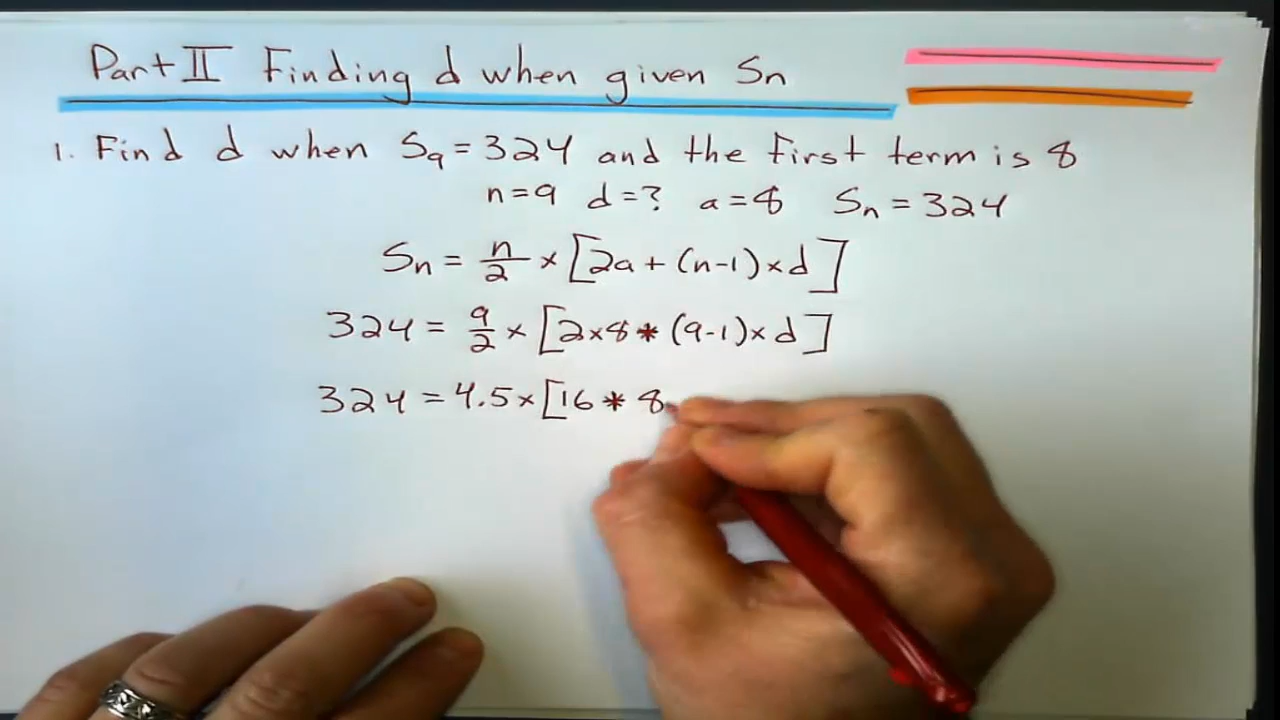 Part II Finding d when given Sn
1. Find d when S9 = 324 and the first term is 8
n=9 d=? a=8 Sn = 324
Sn = n/2 × [2a + (n-1) × d]
324 = 9/2 × [2×8 * (9-1) × d]
324 = 4.5 × [16 * 8